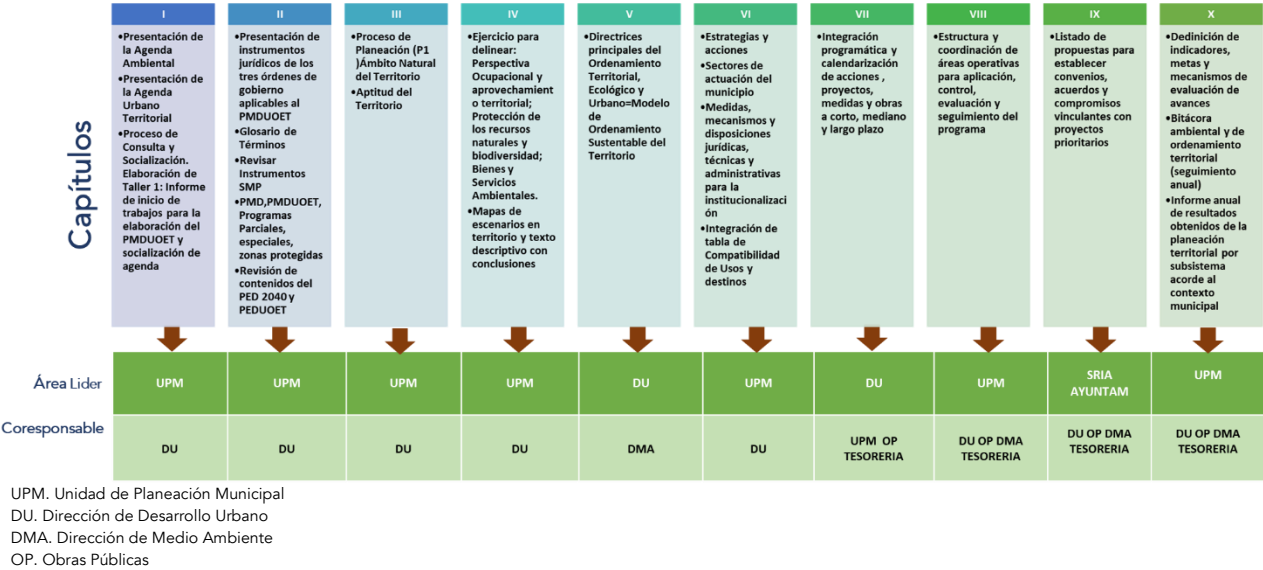 Capítulos
I
•Presentación de
la Agenda
Ambiental
•Presentación de
la Agenda
Urbano
Territorial
•Proceso de
Consulta y
Socialización.
Elaboración de
Taller 1: Informe
de inicio de
trabajos para la
elaboración del
PMDUOET y
socialización de
agenda
II
•Presentación de
instrumentos
jurídicos de los
tres órdenes de
gobierno
aplicables al
PMDUOET
•Glosario de
Términos
•Revisar
Instrumentos
SMP
•PMD,PMDUOET,
Programas
Parciales,
especiales,
zonas protegidas
•Revisión de
contenidos del
PED 2040 y
PEDUOET
III
•Proceso de
Planeación (P1
)Ámbito Natural
del Territorio
•Aptitud del
Territorio
IV
•Ejercicio para
delinear:
Perspectiva
Ocupacional y
aprovechamient
o territorial;
Protección de
los recursos
naturales y
biodiversidad;
Bienes y
Servicios
Ambientales.
•Mapas de
escenarios en
territorio y texto
descriptivo con
conclusiones
V
•Directrices
principales del
Ordenamiento
Territorial,
Ecológico y
Urbano=Modelo
de
Ordenamiento
Sustentable del
Territorio
VI
•Estrategias y
acciones
•Sectores de
actuación del
municipio
•Medidas,
mecanismos y
disposiciones
jurídicas,
técnicas y
administrativas
para la
institucionalizaci
ón
•Integración de
tabla de
Compatibilidad
de Usos y
destinos
VII
•Integración
programática y
calendarización
de acciones ,
proyectos,
medidas y obras
a corto, mediano
y largo plazo
VIII
•Estructura y
coordinación de
áreas operativas
para aplicación,
control,
evaluación y
seguimiento del
programa
IX
•Listado de
propuestas para
establecer
convenios,
acuerdos y
compromisos
vinculantes con
proyectos
prioritarios
X
•Dedinición de
indicadores,
metas y
mecanismos de
evaluación de
avances
•Bitácora
ambiental y de
ordenamiento
territorial
(seguimiento
anual)
•Informe anual
de resultados
obtenidos de la
planeación
territorial por
subsistema
acorde al
contexto
municipal
Área Lider
UPM
UPM
UPM
UPM
DU
UPM
DU
UPM
SRIA
AYUNTAM
UPM
Coresponsable
DU
DU
DU
DU
DMA
DU
UPM OP
TESORERIA
DU OP DMA
TESORERIA
DU OP DMA
TESORERIA
DU OP DMA
TESORERIA
UPM. Unidad de Planeación Municipal
DU. Dirección de Desarrollo Urbano
DMA. Dirección de Medio Ambiente
OP. Obras Públicas